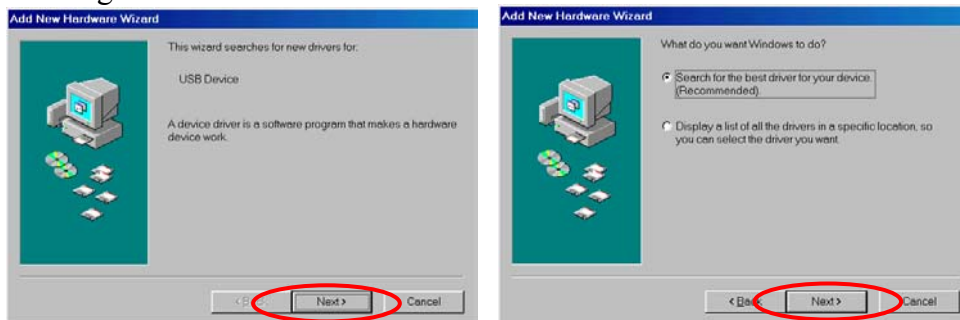 Add New Hardware Wizard
This wizard searches for new drivers for:
USB Device
A device driver is a software program that makes a hardware
device work.
Next >
Cancel
Add New Hardware Wizard
What do you want Windows to do?
Search for the best driver for your device.
(Recommended).
Display a list of all the drivers in a specific location, so
you can select the driver you want.
< Back
Next >
Cancel